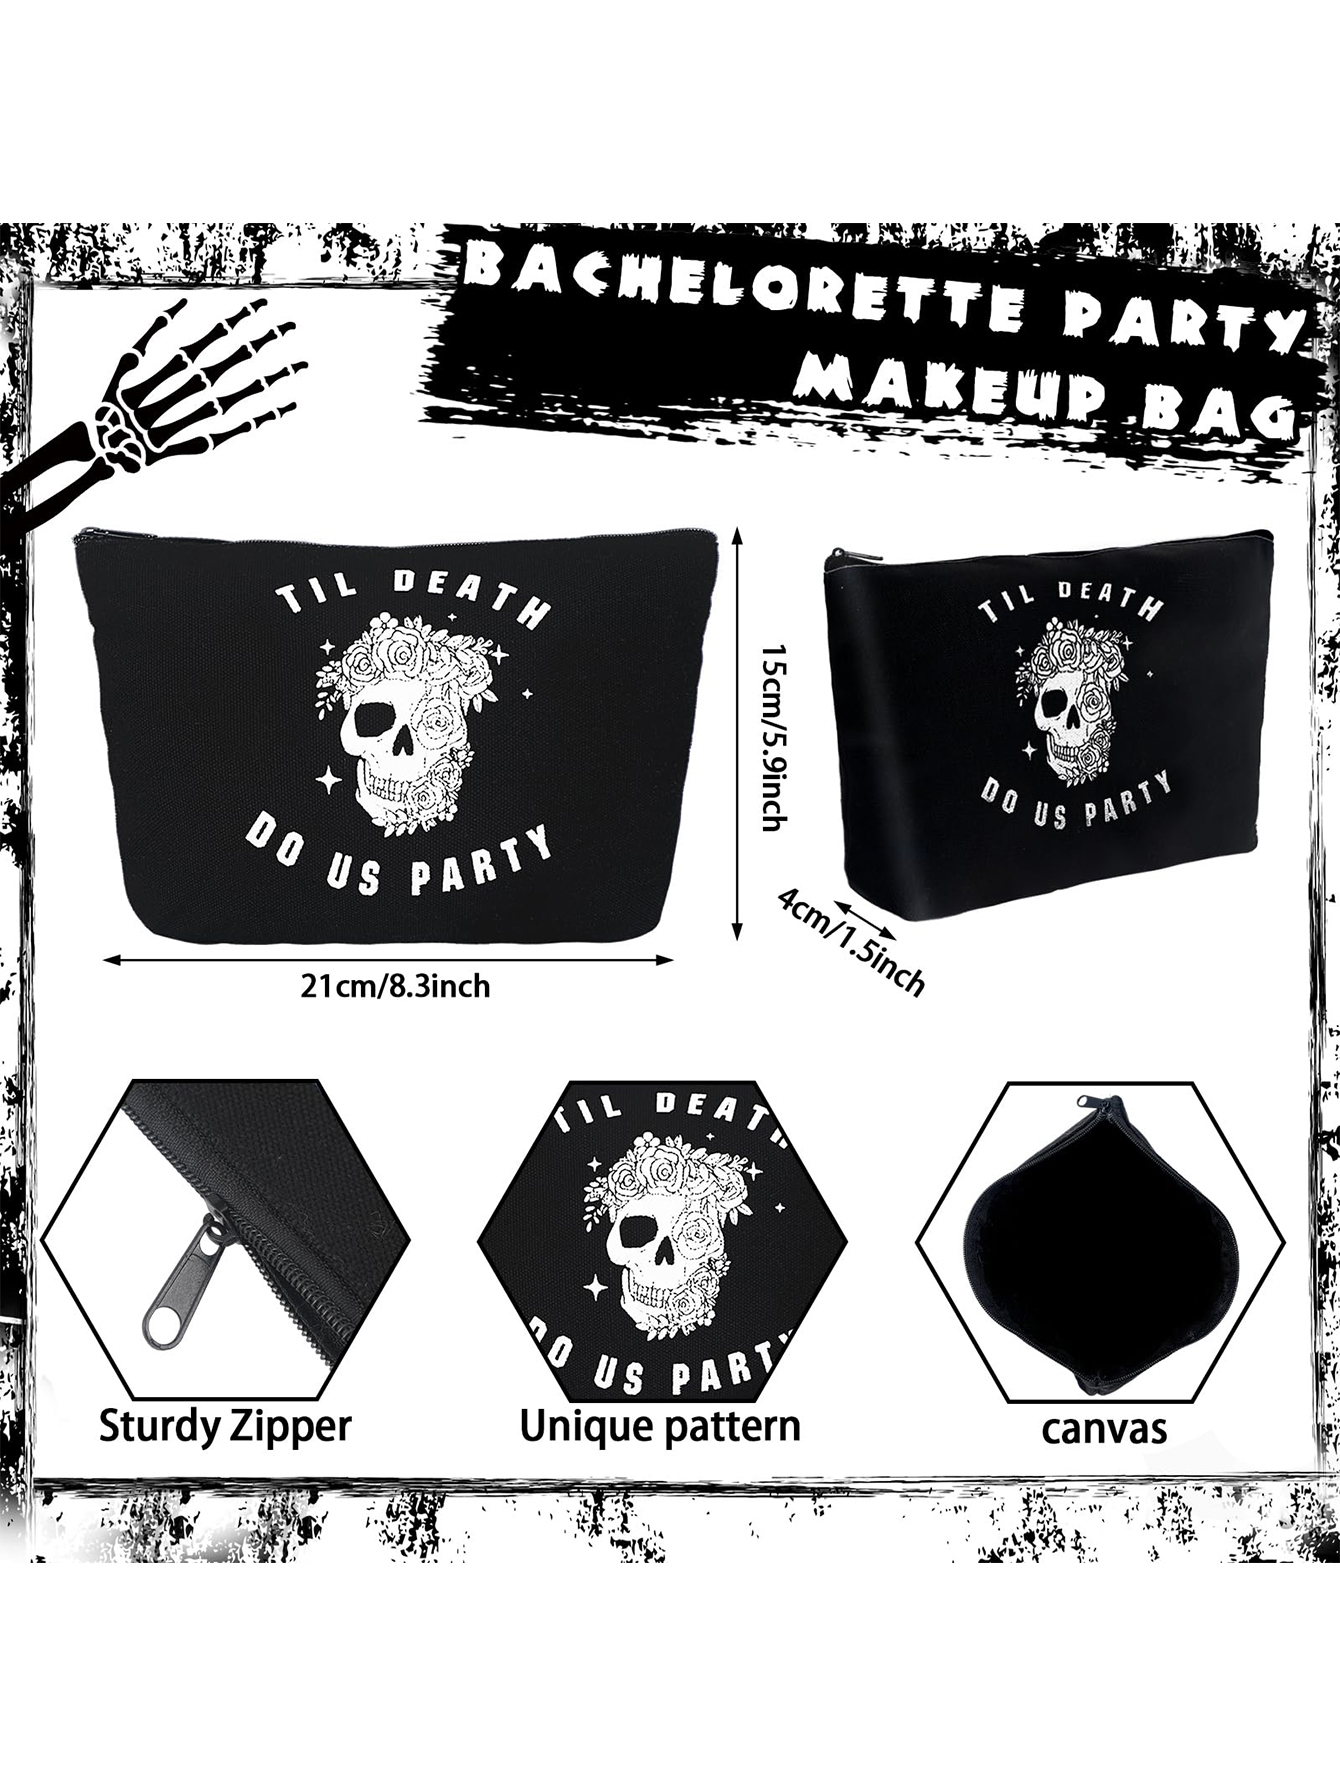 BACHELORETTE PARTY
MAKEUP BAG
TIL DEATH
DO US PARTY
15cm/5.9inch
21cm/8.3inch
TIL DEATH
DO US PARTY
4cm/1.5inch
TIL DEATH
DO US PARTY
Sturdy Zipper
Unique pattern
canvas